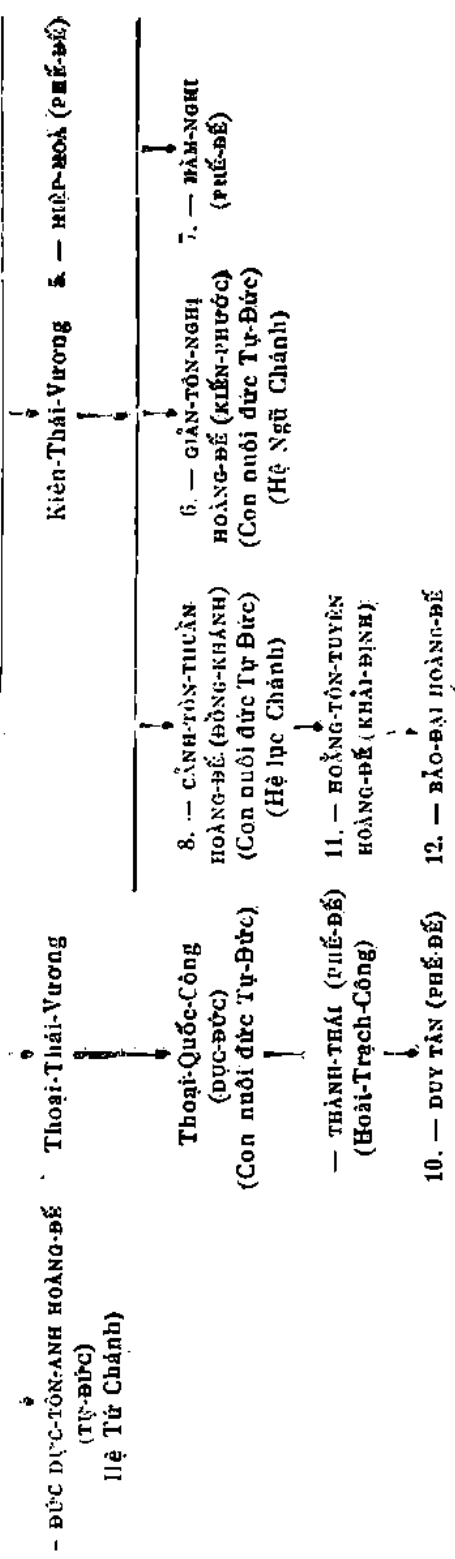 - ĐỨC DỰC-TÔN-ANH HOÀNG-ĐẾ
(TỰ-ĐỨC)
Hệ Tứ Chánh)
Thoại-Thái-Vương
Thoại-Quốc-Công
(DỤC-ĐỨC)
(Con nuôi đức Tự-Đức)
— THÀNH-THÁI (PHẾ-ĐẾ)
(Hoài-Trạch-Công)
10. — DUY TÂN (PHẾ-ĐẾ)
Kiên-Thái-Vương
8. — CẢNH-TÔN-THUẦN-
HOÀNG-ĐẾ (ĐỒNG-KHÁNH)
(Con nuôi đức Tự Đức)
(Hệ lục Chánh)
11. — HOẰNG-TÔN-TUYÊN
HOÀNG-ĐẾ (KHẢI-ĐỊNH)
12. — BẢO-ĐẠI HOÀNG-ĐẾ
6. — GIẢN-TÔN-NGHỊ
HOÀNG-ĐẾ (KIẾN-PHƯỚC)
(Con nuôi đức Tự-Đức)
(Hệ Ngũ Chánh)
5. — HIỆP-HOÀ (PHẾ-ĐẾ)
7. — HÀM-NGHI
(PHẾ-ĐẾ)